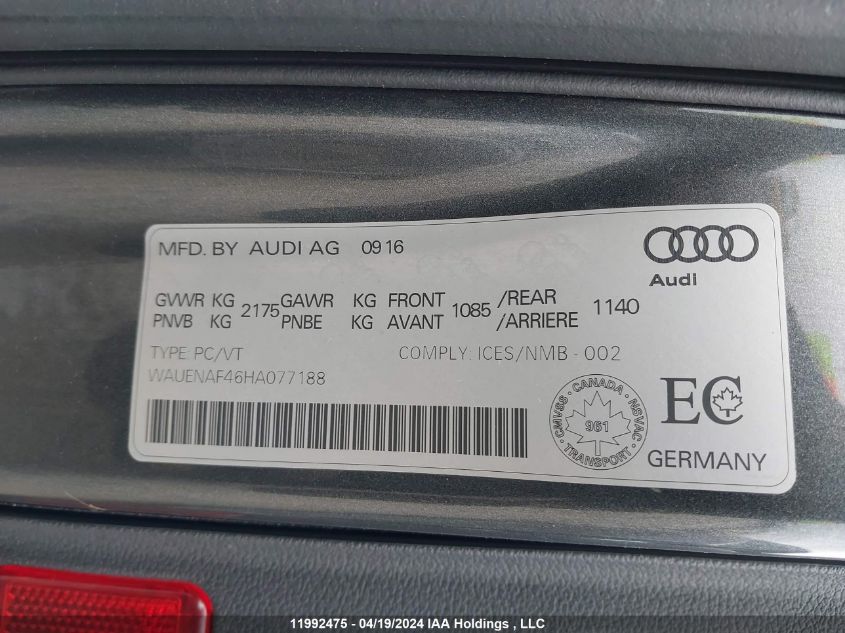 MFD. BY AUDI AG 0916
Audi
GVWR KG 2175 GAWR KG FRONT 1085 /REAR 1140
PNVB KG PNBE KG AVANT /ARRIERE
TYPE: PC/VT COMPLY: ICES/NMB - 002
WAUENAF46HA077188
CANADA
CMVSS NSVAC
961
TRANSPORT
EC
GERMANY
11992475 - 04/19/2024 IAA Holdings , LLC